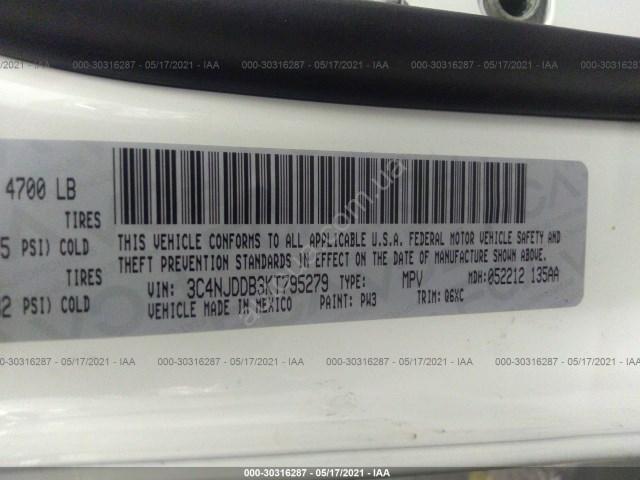 000-30316287 - 05/17/2021 - IAA
4700 LB
TIRES
5 PSI) COLD
TIRES
2 PSI) COLD
THIS VEHICLE CONFORMS TO ALL APPLICABLE U.S.A. FEDERAL MOTOR VEHICLE SAFETY AND
THEFT PREVENTION STANDARDS IN EFFECT ON THE DATE OF MANUFACTURE SHOWN ABOVE.
VIN: 3C4NJDDB3KT795279 TYPE: MPV MDH: 052212 135AA
VEHICLE MADE IN MEXICO PAINT: PW3 TRIM: Q6XC
000-30316287 - 05/17/2021 - IAA
000-30316287 - 05/17/2021 - IAA